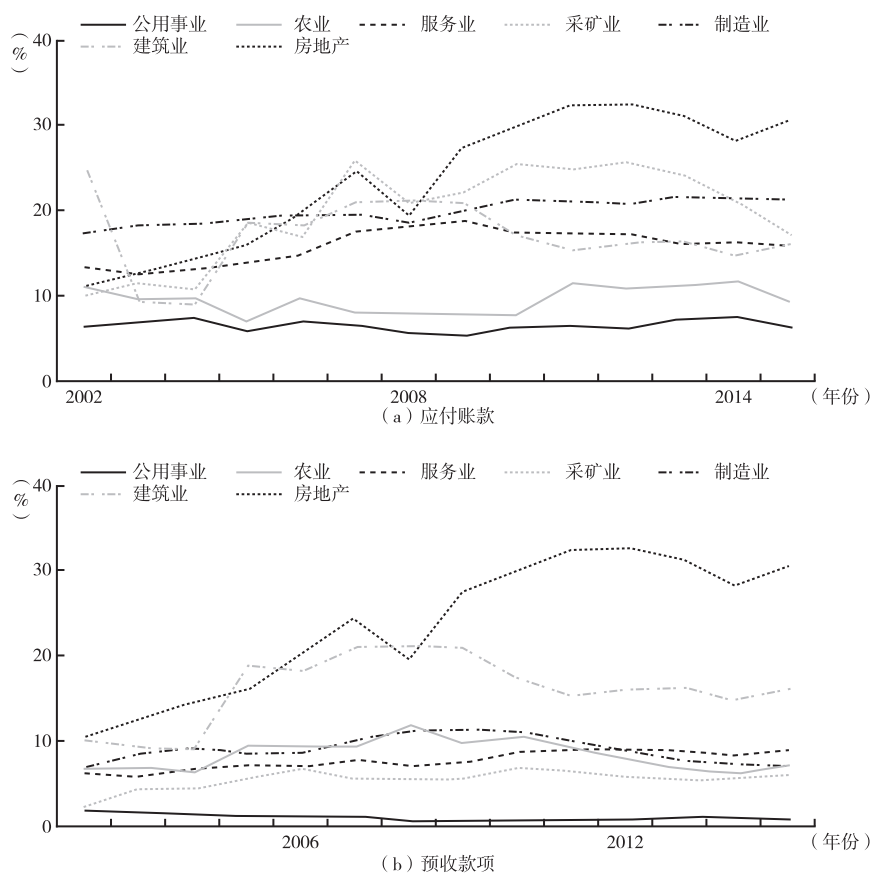 公用事业 农业 服务业 采矿业 制造业
建筑业 房地产
(%)
40
30
20
10
0
2002 2008 2014 (年份)
(a)应付账款
公用事业 农业 服务业 采矿业 制造业
建筑业 房地产
(%)
40
30
20
10
0
2006 2012 (年份)
(b)预收款项